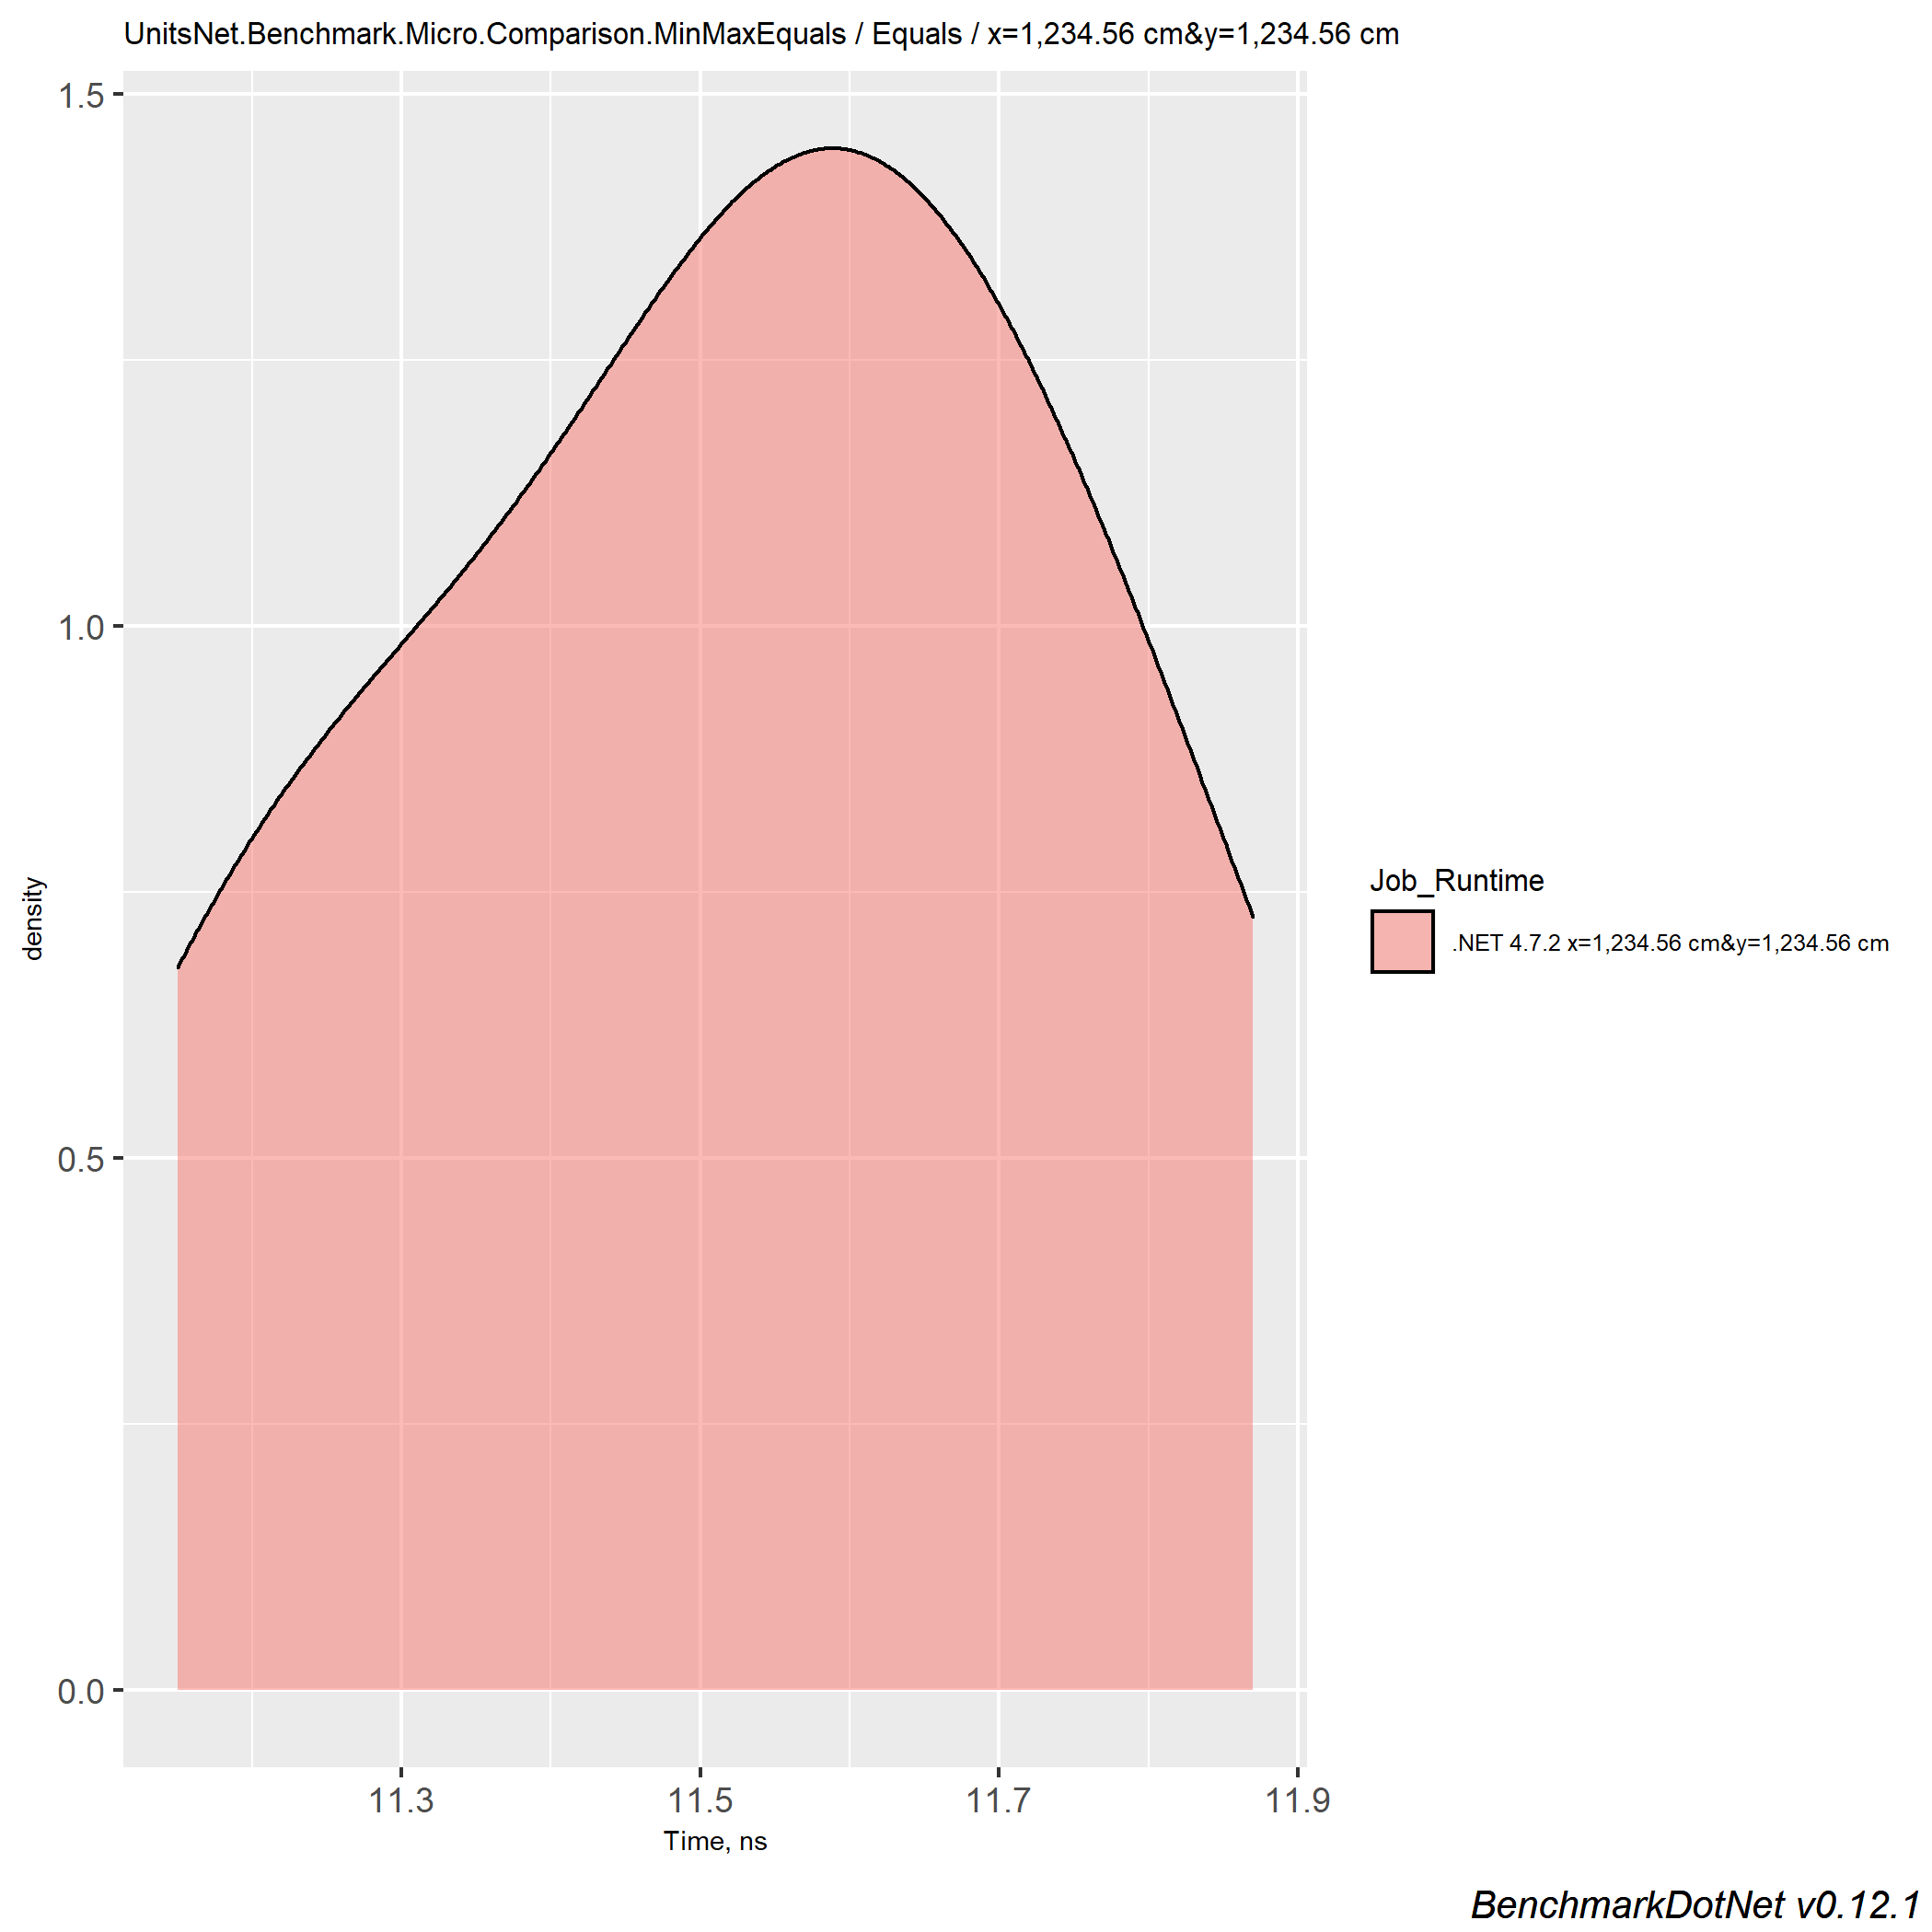 UnitsNet.Benchmark.Micro.Comparison.MinMaxEquals / Equals / x=1,234.56 cm&y=1,234.56 cm
1.5
1.0
0.5
0.0
density
11.3 11.5 11.7 11.9
Time, ns
Job_Runtime
.NET 4.7.2 x=1,234.56 cm&y=1,234.56 cm
BenchmarkDotNet v0.12.1